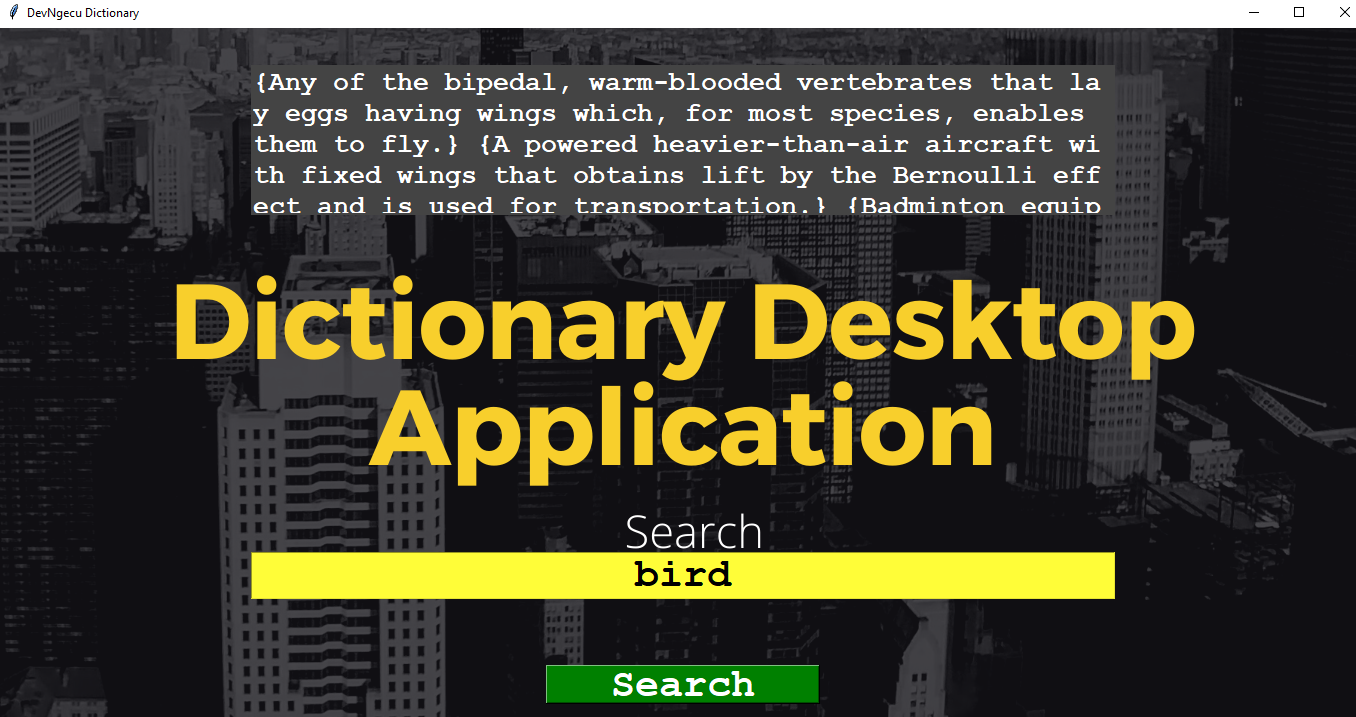 DevNgecu Dictionary
{Any of the bipedal, warm-blooded vertebrates that la
y eggs having wings which, for most species, enables
them to fly.} {A powered heavier-than-air aircraft wi
th fixed wings that obtains lift by the Bernoulli eff
ect and is used for transportation.} {Badminton equip
Dictionary Desktop
Application
Search
bird
Search